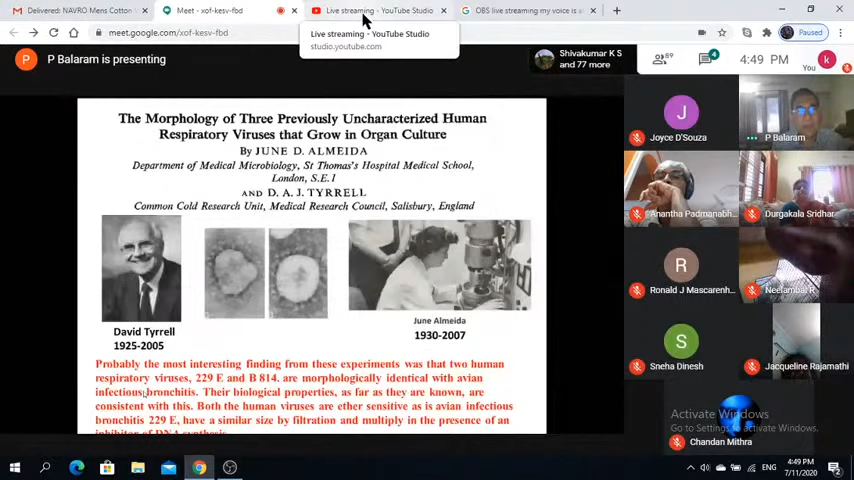 Delivered: NAVRO Mens Cotton
Meet - xof-kesv-fbd
Live streaming - YouTube Studio
OBS live streaming my voice is a
meet.google.com/xof-kesv-fbd
Paused
Live streaming - YouTube Studio
studio.youtube.com
P
P Balaram is presenting
Shivakumar K S
and 77 more
89
4
4:49 PM
You
k
The Morphology of Three Previously Uncharacterized Human
Respiratory Viruses that Grow in Organ Culture
By JUNE D. ALMEIDA
Department of Medical Microbiology, St Thomas's Hospital Medical School,
London, S.E.1
AND D. A. J. TYRRELL
Common Cold Research Unit, Medical Research Council, Salisbury, England
David Tyrrell
1925-2005
June Almeida
1930-2007
Probably the most interesting finding from these experiments was that two human
respiratory viruses, 229 E and B 814. are morphologically identical with avian
infectious bronchitis. Their biological properties, as far as they are known, are
consistent with this. Both the human viruses are ether sensitive as is avian infectious
bronchitis 229 E, have a similar size by filtration and multiply in the presence of an
inhibitor of DNA synthesis.
J
Joyce D'Souza
P Balaram
Anantha Padmanabh...
Durgakala Sridhar
R
Ronald J Mascarenh...
Neelambal R
S
Sneha Dinesh
Jacqueline Rajamathi
Activate Windows
Go to Settings to activate Windows.
Chandan Mithra
ENG
4:49 PM
7/11/2020
2